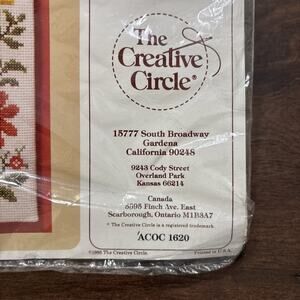 The
Creative
Circle®
15777 South Broadway
Gardena
California 90248
9243 Cody Street
Overland Park
Kansas 66214
Canada
5595 Finch Ave. East
Scarborough, Ontario M1B3A7
® The Creative Circle is a registered trademark.
ACOC 1620
The Creative Circle.
Printed in U.S.A.